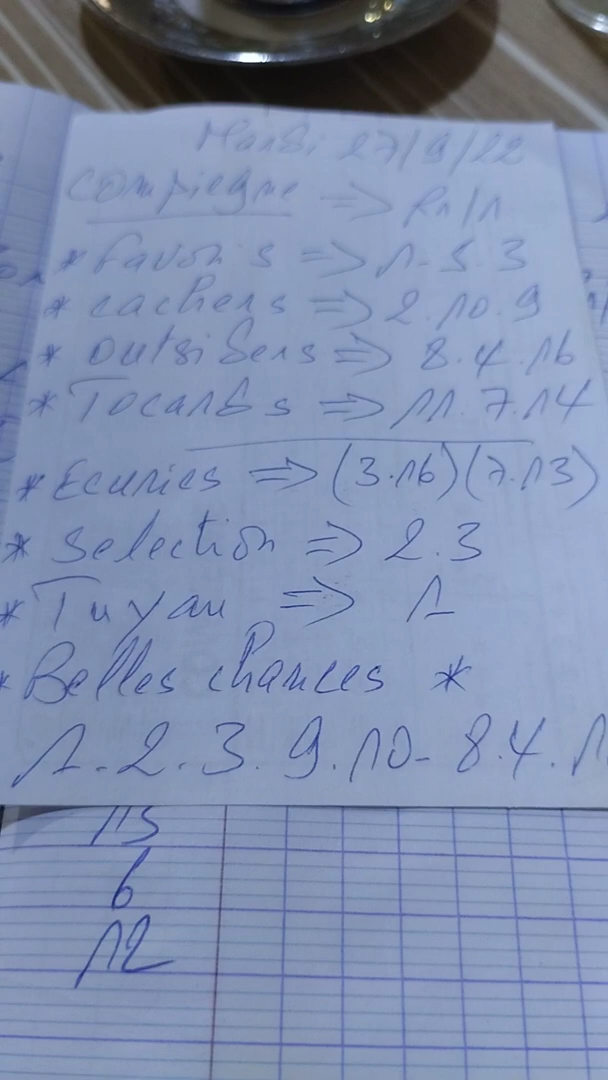 Mardi 27/9/22
Compiegne => R1/1
* favoris => 1.5.3
* cachers => 2.10.9
* outsiders => 8.4.16
* Tocards => 11.7.14
* Ecuries => (3.16)(7.13)
* selection => 2.3
* Tuyau => 1
* Belles chances *
1.2.3.9.10-8.4.1
6
12